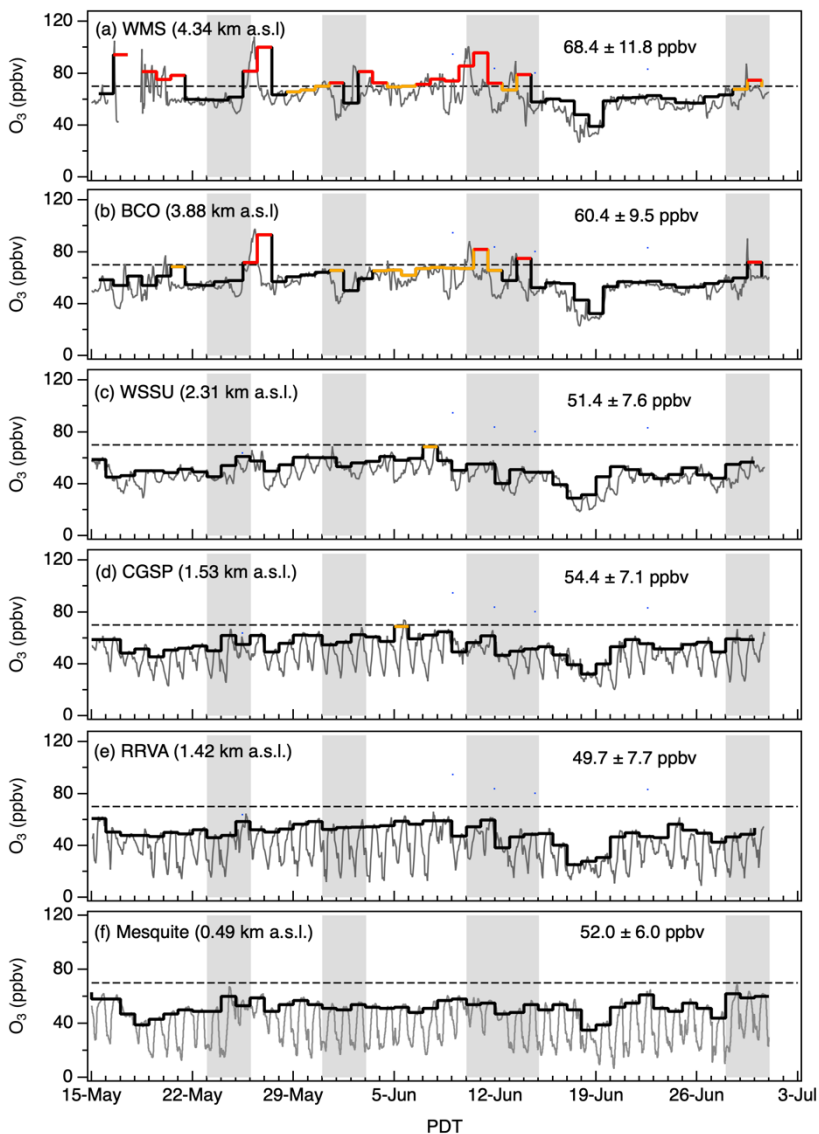 (a) WMS (4.34 km a.s.l)
68.4 ± 11.8 ppbv
O3 (ppbv)
120
80
40
0
(b) BCO (3.88 km a.s.l)
60.4 ± 9.5 ppbv
O3 (ppbv)
120
80
40
0
(c) WSSU (2.31 km a.s.l.)
51.4 ± 7.6 ppbv
O3 (ppbv)
120
80
40
0
(d) CGSP (1.53 km a.s.l.)
54.4 ± 7.1 ppbv
O3 (ppbv)
120
80
40
0
(e) RRVA (1.42 km a.s.l.)
49.7 ± 7.7 ppbv
O3 (ppbv)
120
80
40
0
(f) Mesquite (0.49 km a.s.l.)
52.0 ± 6.0 ppbv
O3 (ppbv)
120
80
40
0
15-May 22-May 29-May 5-Jun 12-Jun 19-Jun 26-Jun 3-Jul
PDT